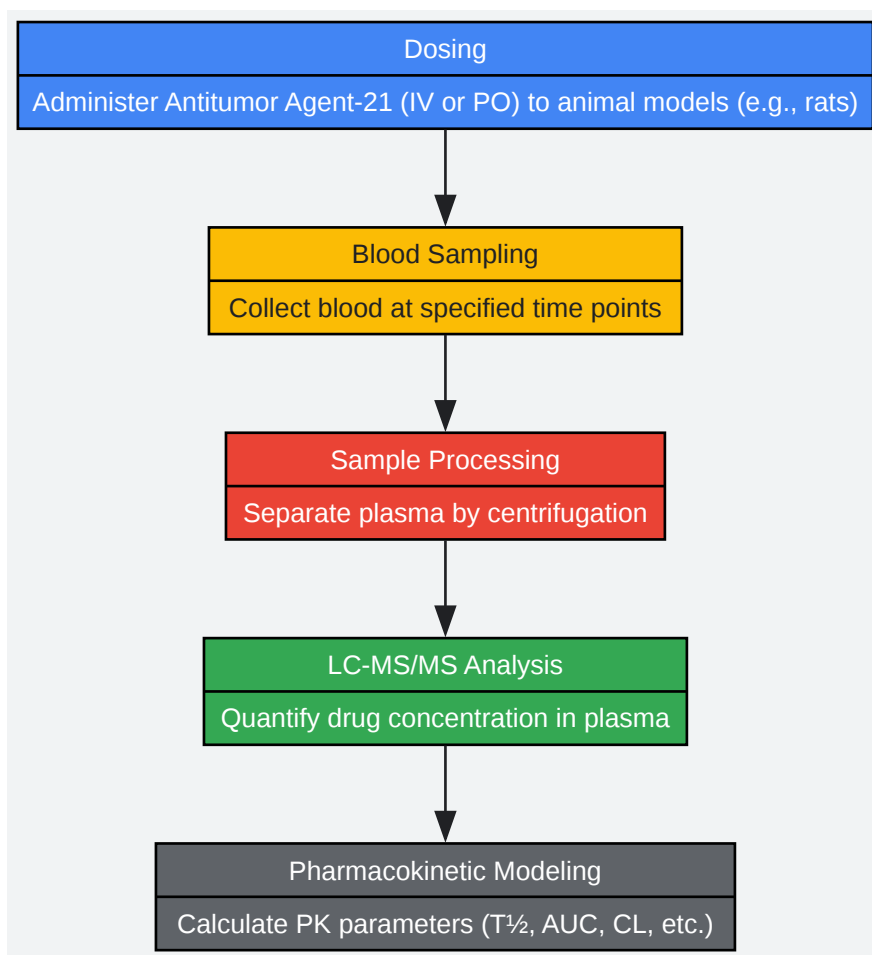 Dosing
Administer Antitumor Agent-21 (IV or PO) to animal models (e.g., rats)
Blood Sampling
Collect blood at specified time points
Sample Processing
Separate plasma by centrifugation
LC-MS/MS Analysis
Quantify drug concentration in plasma
Pharmacokinetic Modeling
Calculate PK parameters (T½, AUC, CL, etc.)